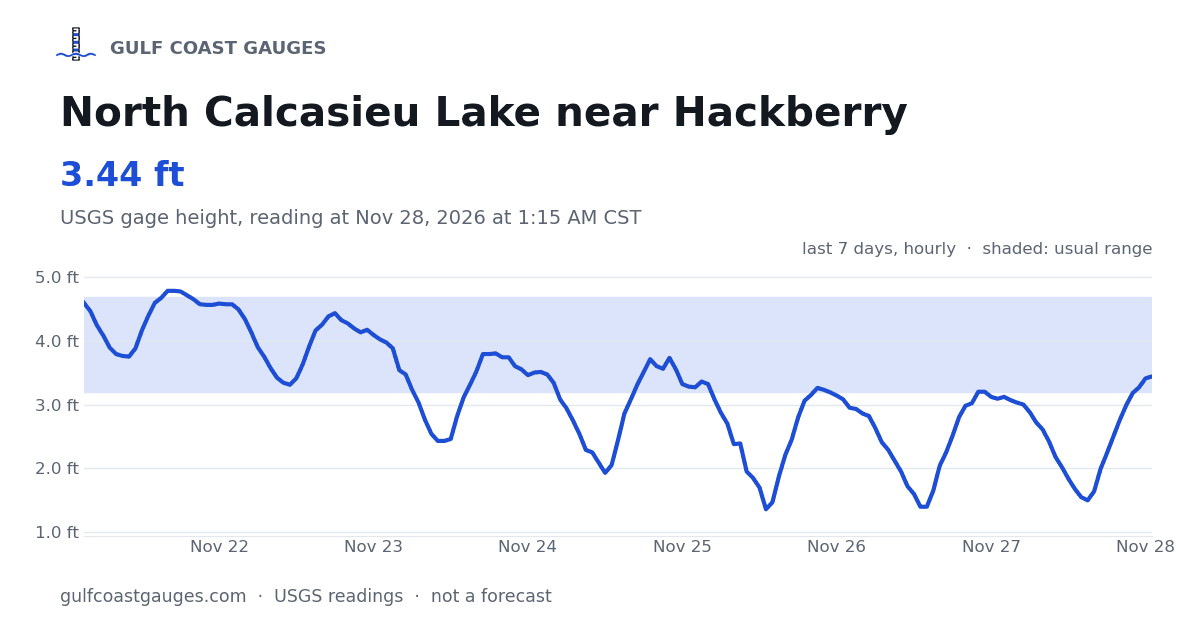 GULF COAST GAUGES
North Calcasieu Lake near Hackberry
3.44 ft
USGS gage height, reading at Nov 28, 2026 at 1:15 AM CST
last 7 days, hourly · shaded: usual range
5.0 ft
4.0 ft
3.0 ft
2.0 ft
1.0 ft
Nov 22 Nov 23 Nov 24 Nov 25 Nov 26 Nov 27 Nov 28
gulfcoastgauges.com · USGS readings · not a forecast